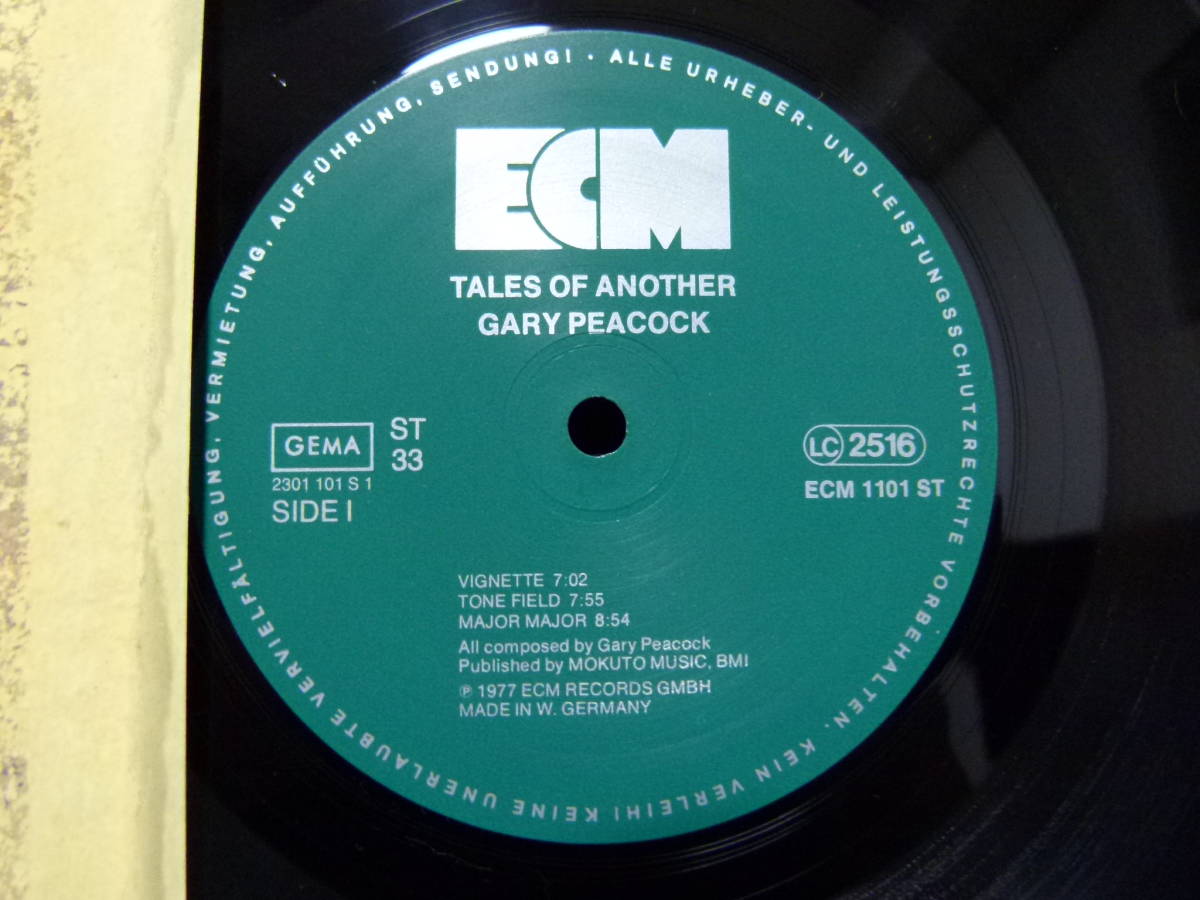 ALLE URHEBER- UND LEISTUNGSSCHUTZRECHTE VORBEHALTEN. KEIN VERLEIH! KEINE UNERLAUBTE VERVIELFÄLTIGUNG, VERMIETUNG, AUFFÜHRUNG, SENDUNG! •
ECM
TALES OF ANOTHER
GARY PEACOCK
GEMA
ST
33
2301 101 S 1
SIDE I
LC 2516
ECM 1101 ST
VIGNETTE 7:02
TONE FIELD 7:55
MAJOR MAJOR 8:54
All composed by Gary Peacock
Published by MOKUTO MUSIC, BMI
℗ 1977 ECM RECORDS GMBH
MADE IN W. GERMANY